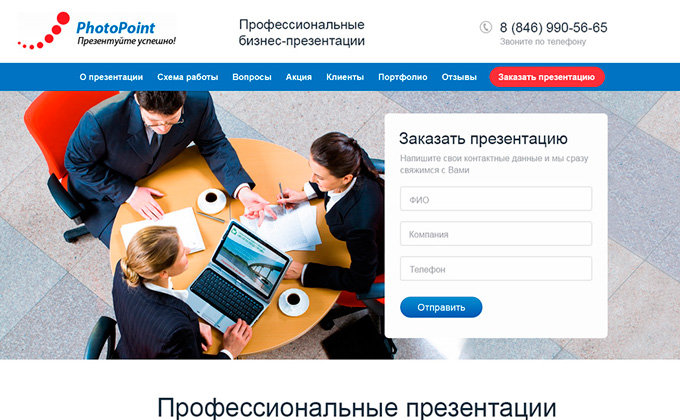 PhotoPoint
Презентуйте успешно!
Профессиональные
бизнес-презентации
8 (846) 990-56-65
Звоните по телефону
О презентации Схема работы Вопросы Акция Клиенты Портфолио Отзывы Заказать презентацию
Заказать презентацию
Напишите свои контактные данные и мы сразу
свяжимся с Вами
ФИО
Компания
Телефон
Отправить
Профессиональные презентации